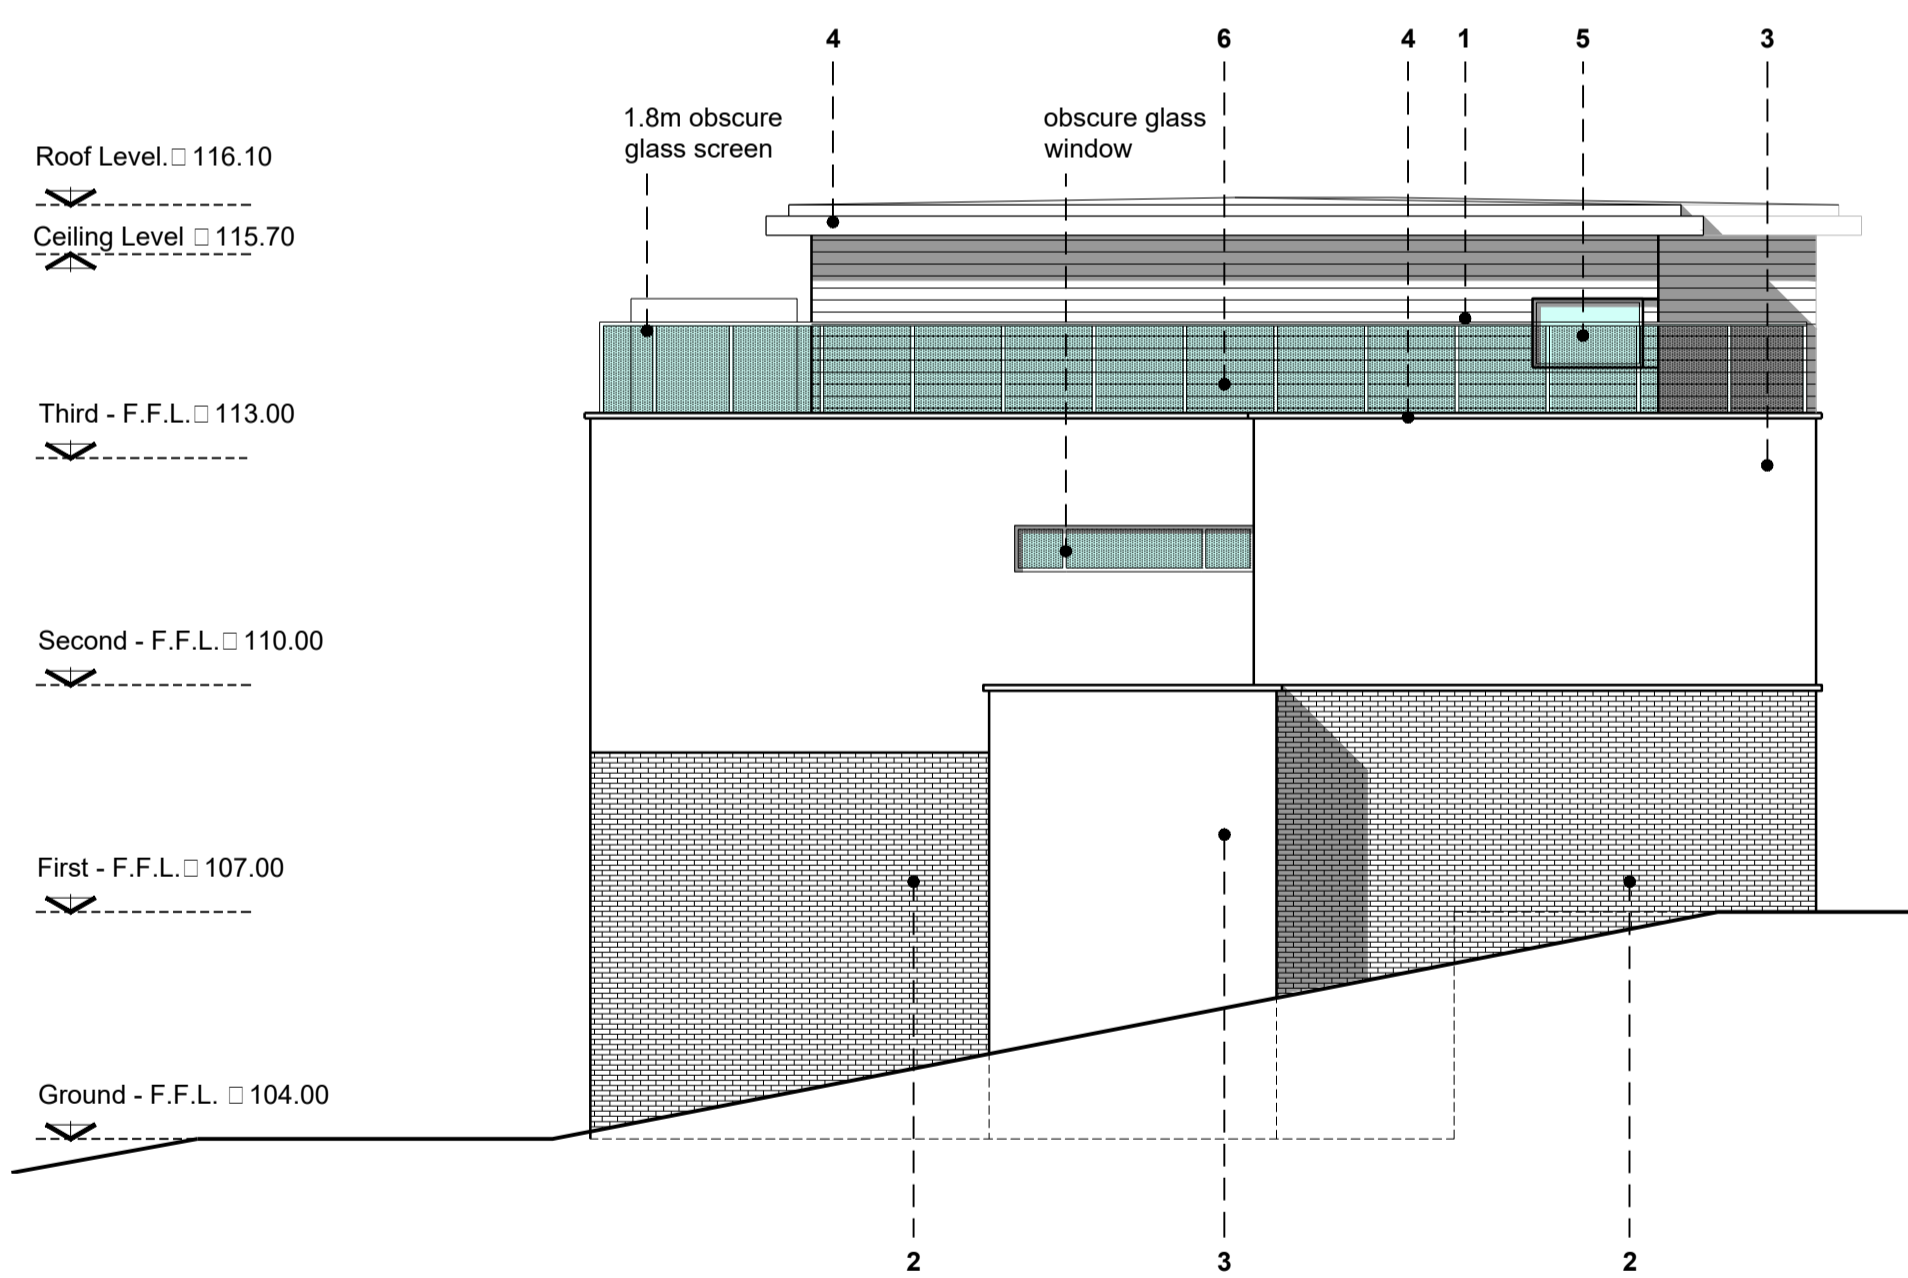 4 6 4 1 5 3
1.8m obscure
glass screen
obscure glass
window
Roof Level.□ 116.10
Ceiling Level □ 115.70
Third - F.F.L.□ 113.00
Second - F.F.L.□ 110.00
First - F.F.L.□ 107.00
Ground - F.F.L. □ 104.00
2 3 2